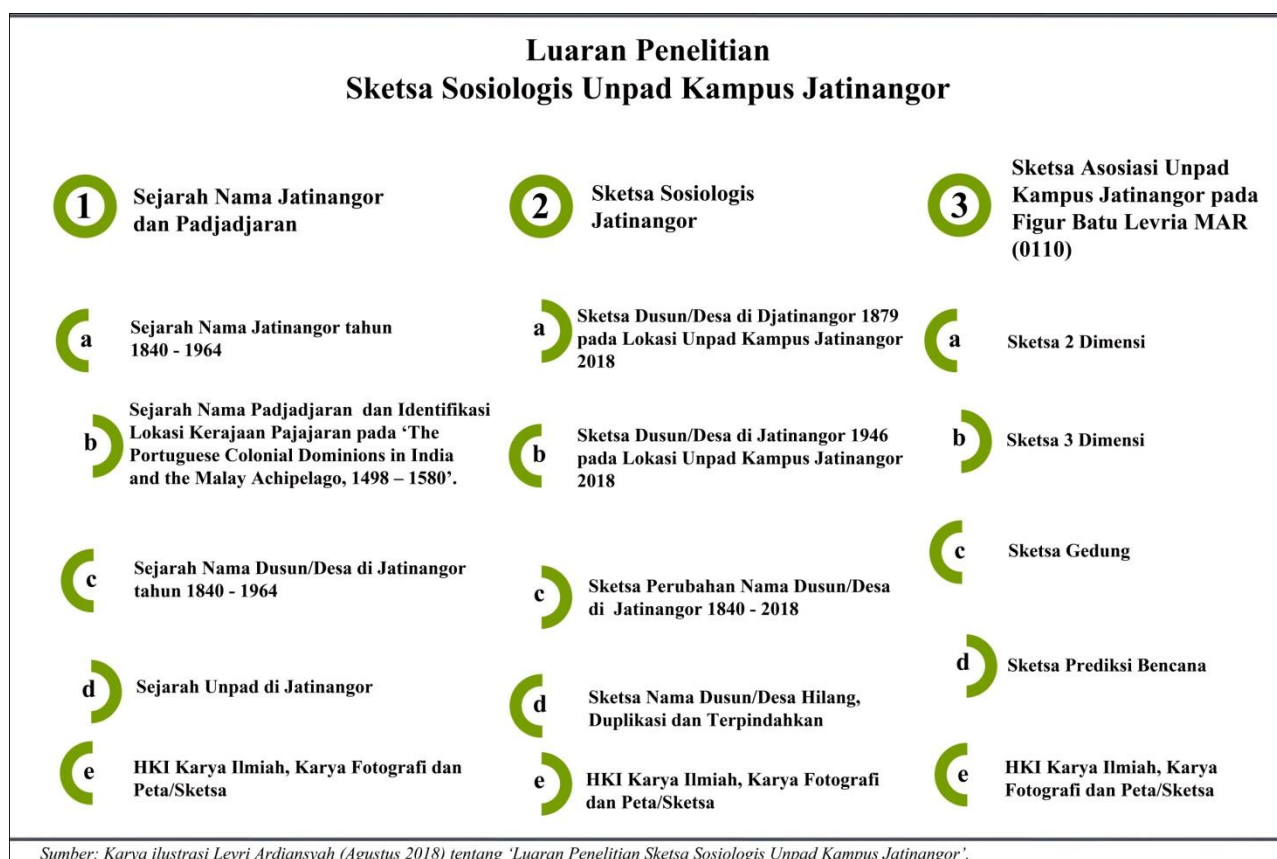 Luaran Penelitian
Sketsa Sosiologis Unpad Kampus Jatinangor
1
Sejarah Nama Jatinangor
dan Padjadjaran
a
Sejarah Nama Jatinangor tahun
1840 - 1964
b
Sejarah Nama Padjadjaran dan Identifikasi
Lokasi Kerajaan Pajajaran pada ‘The
Portuguese Colonial Dominions in India
and the Malay Achipelago, 1498 – 1580’.
c
Sejarah Nama Dusun/Desa di Jatinangor
tahun 1840 - 1964
d
Sejarah Unpad di Jatinangor
e
HKI Karya Ilmiah, Karya Fotografi dan
Peta/Sketsa
2
Sketsa Sosiologis
Jatinangor
a
Sketsa Dusun/Desa di Djatinangor 1879
pada Lokasi Unpad Kampus Jatinangor
2018
b
Sketsa Dusun/Desa di Jatinangor 1946
pada Lokasi Unpad Kampus Jatinangor
2018
c
Sketsa Perubahan Nama Dusun/Desa
di Jatinangor 1840 - 2018
d
Sketsa Nama Dusun/Desa Hilang,
Duplikasi dan Terpindahkan
e
HKI Karya Ilmiah, Karya Fotografi
dan Peta/Sketsa
3
Sketsa Asosiasi Unpad
Kampus Jatinangor pada
Figur Batu Levria MAR
(0110)
a
Sketsa 2 Dimensi
b
Sketsa 3 Dimensi
c
Sketsa Gedung
d
Sketsa Prediksi Bencana
e
HKI Karya Ilmiah, Karya
Fotografi dan Peta/Sketsa
Sumber: Karya ilustrasi Levri Ardiansyah (Agustus 2018) tentang ‘Luaran Penelitian Sketsa Sosiologis Unpad Kampus Jatinangor’.